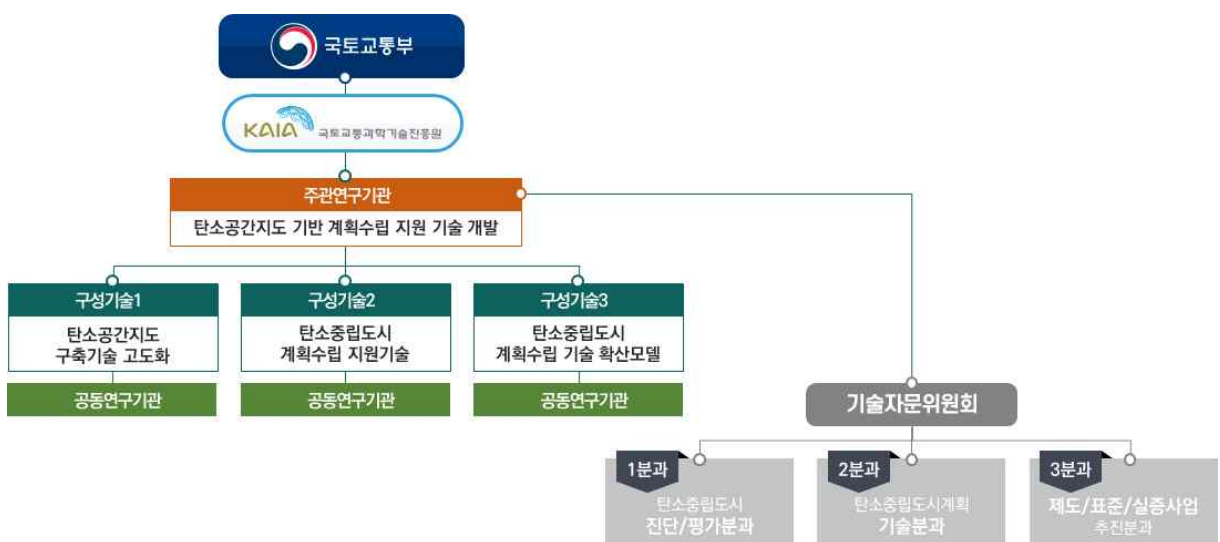 국토교통부
KAIA 국토교통과학기술진흥원
주관연구기관
탄소공간지도 기반 계획수립 지원 기술 개발
구성기술1
탄소공간지도
구축기술 고도화
공동연구기관
구성기술2
탄소중립도시
계획수립 지원기술
공동연구기관
구성기술3
탄소중립도시
계획수립 기술 확산모델
공동연구기관
기술자문위원회
1분과
탄소중립도시
진단/평가분과
2분과
탄소중립도시계획
기술분과
3분과
제도/표준/실증사업
추진분과